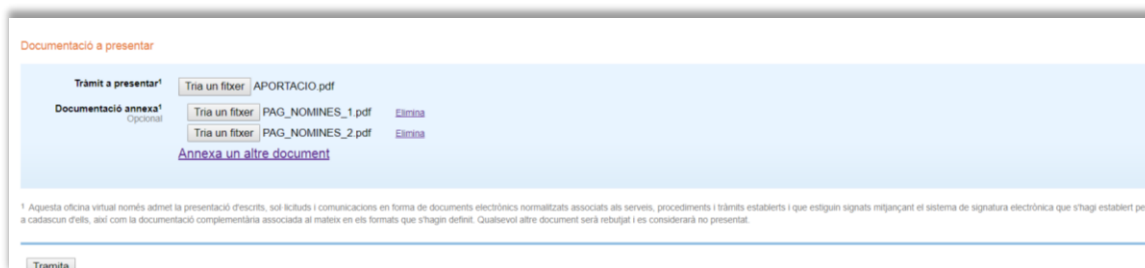 Documentació a presentar
Tràmit a presentar¹ Tria un fitxer APORTACIO.pdf
Documentació annexa¹ Tria un fitxer PAG_NOMINES_1.pdf Elimina
Opcional
Tria un fitxer PAG_NOMINES_2.pdf Elimina
Annexa un altre document
¹ Aquesta oficina virtual només admet la presentació d'escrits, sol·licituds i comunicacions en forma de documents electrònics normalitzats associats als serveis, procediments i tràmits establerts i que estiguin signats mitjançant el sistema de signatura electrònica que s'hagi establert pe
a cadascun d'ells, així com la documentació complementària associada al mateix en els formats que s'hagin definit. Qualsevol altre document serà rebutjat i es considerarà no presentat.
Tramita